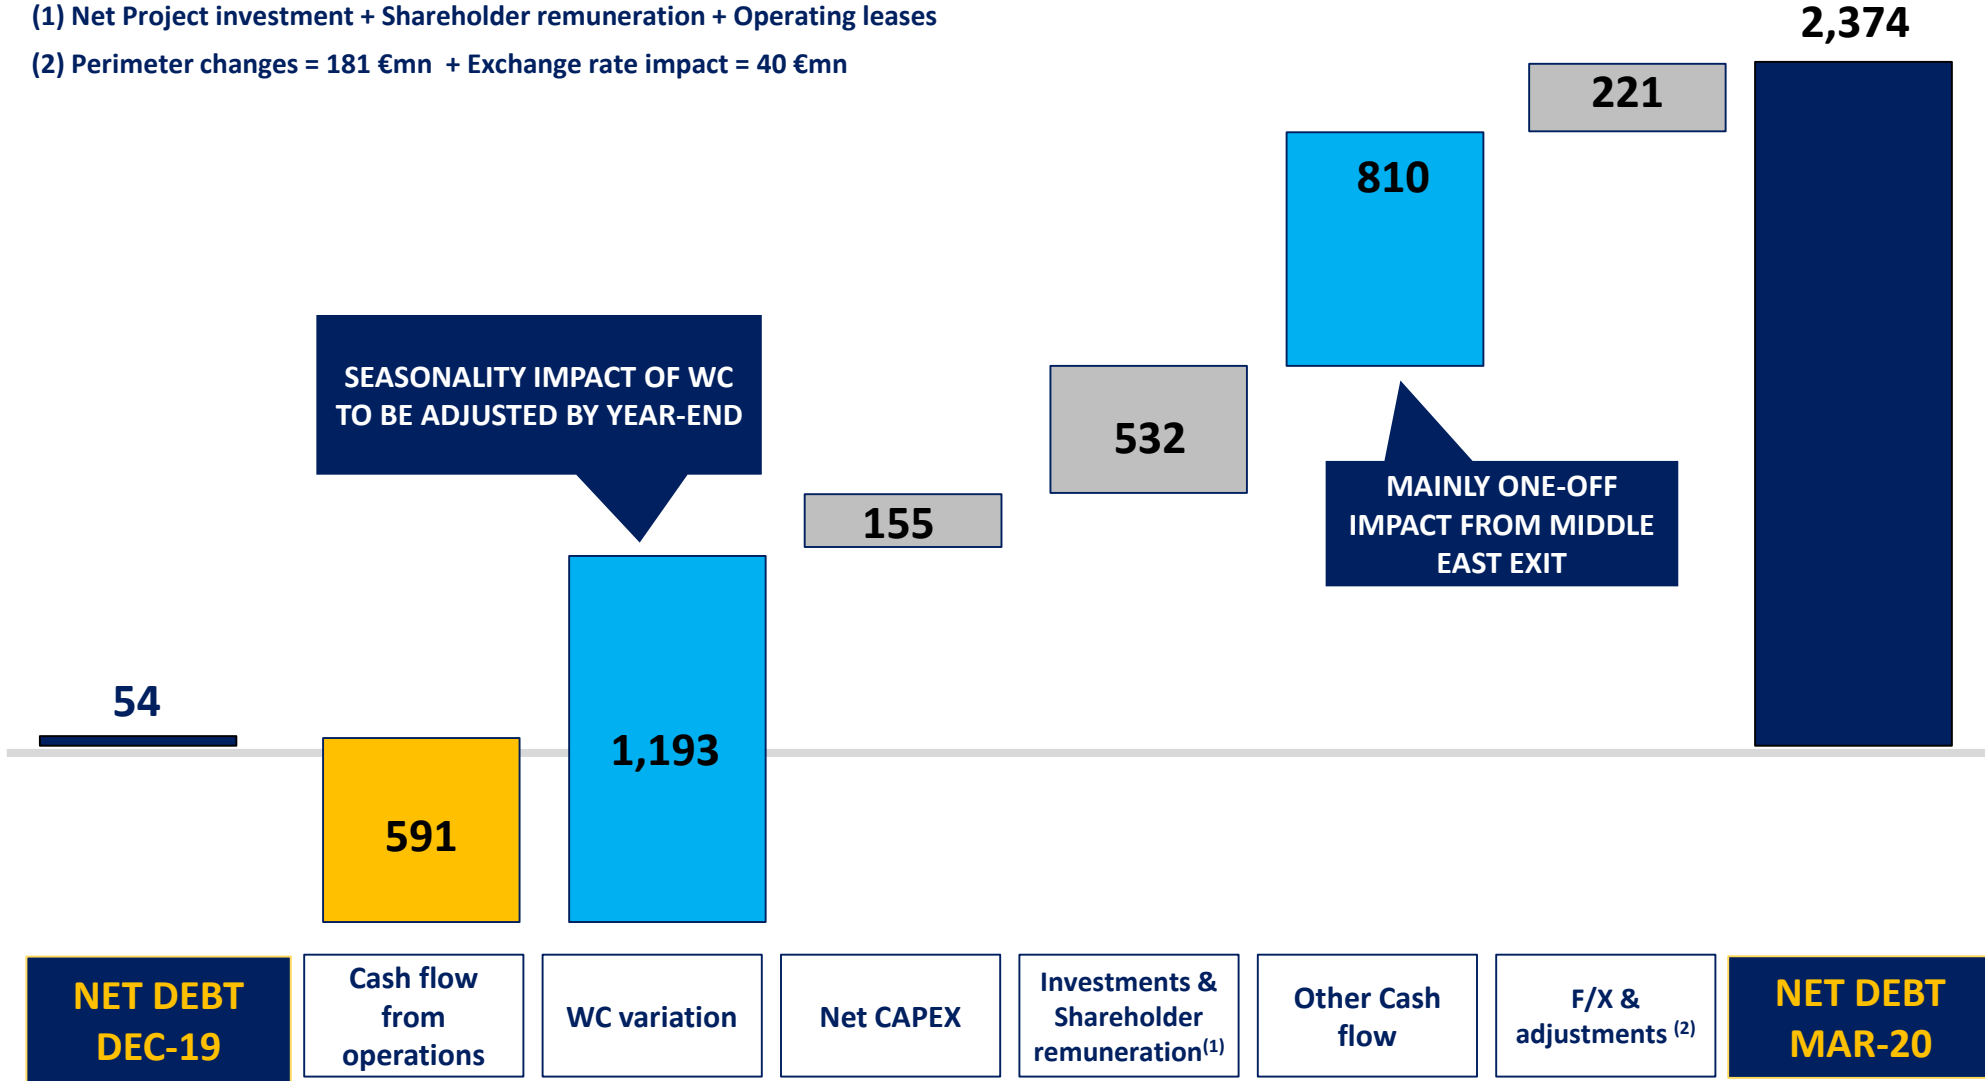 (1) Net Project investment + Shareholder remuneration + Operating leases
(2) Perimeter changes = 181 €mn + Exchange rate impact = 40 €mn
2,374
221
810
SEASONALITY IMPACT OF WC
TO BE ADJUSTED BY YEAR-END
532
MAINLY ONE-OFF
IMPACT FROM MIDDLE
EAST EXIT
155
54
1,193
591
NET DEBT
DEC-19
Cash flow
from
operations
WC variation
Net CAPEX
Investments &
Shareholder
remuneration(1)
Other Cash
flow
F/X &
adjustments (2)
NET DEBT
MAR-20